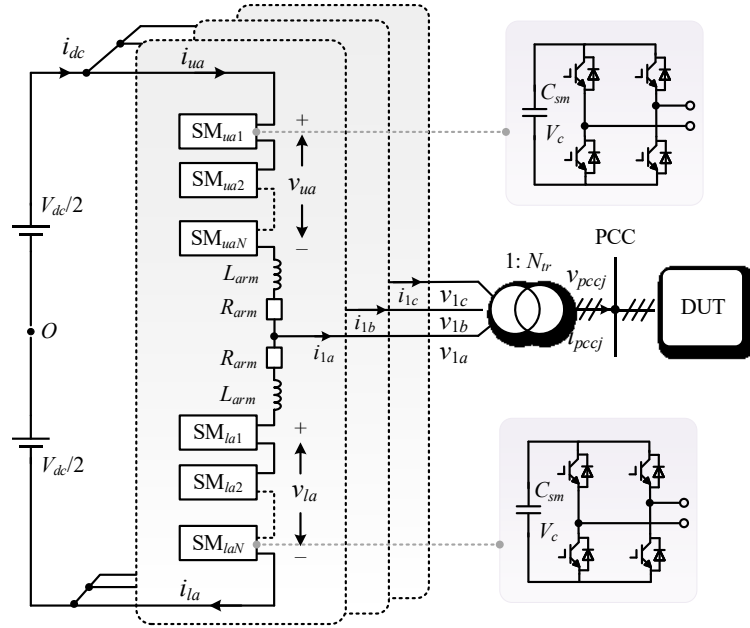 i_dc
i_ua
SM_ua1
+
SM_ua2
v_ua
SM_uaN
−
V_dc/2
L_arm
R_arm
O
i_1a
i_1b
i_1c
v_1c
v_1b
v_1a
R_arm
L_arm
V_dc/2
SM_la1
+
SM_la2
v_la
SM_laN
−
i_la
C_sm
V_c
1: N_tr
PCC
v_pccj
i_pccj
DUT
C_sm
V_c